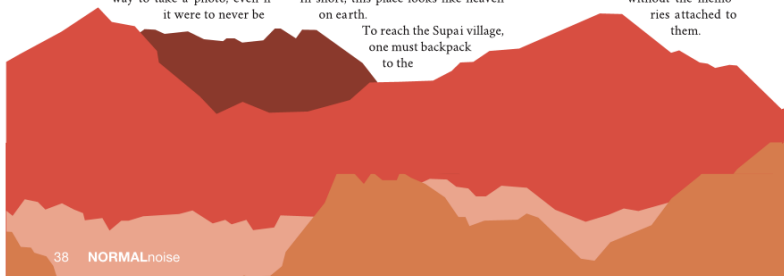 way to take a photo, even if
it were to never be
In short, this place looks like heaven
on earth.
To reach the Supai village,
one must backpack
to the
without the memo-
ries attached to
them.
38 NORMALnoise